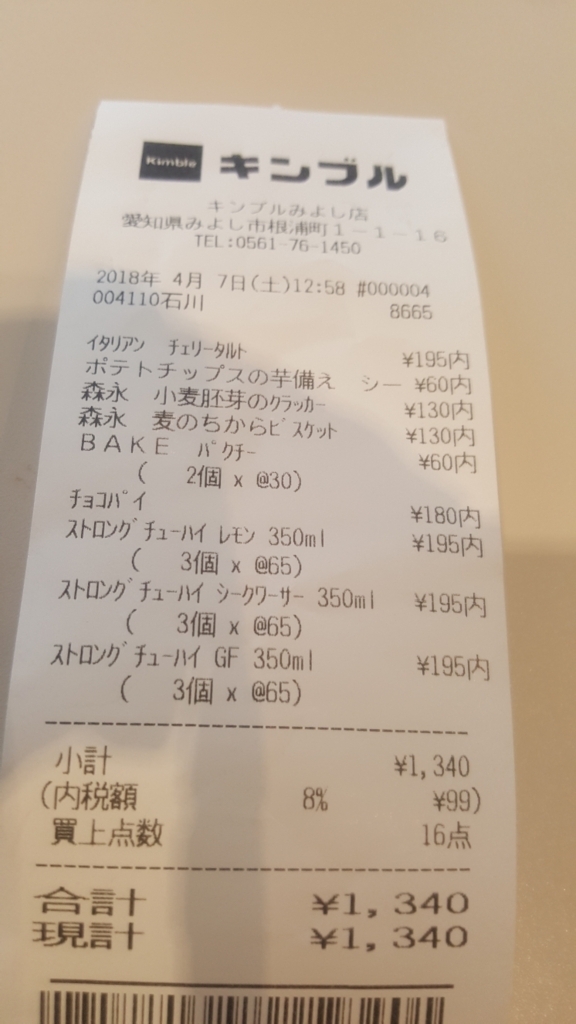 Kimble キンブル
キンブルみよし店
愛知県みよし市根浦町1-1-16
TEL:0561-76-1450
2018年 4月 7日(土)12:58 #000004
004110石川 8665
ｲﾀﾘｱﾝ ﾁｪﾘｰﾀﾙﾄ ¥195内
ポテトチップスの芋備え シー ¥60内
森永 小麦胚芽のｸﾗｯｶｰ ¥130内
森永 麦のちからﾋﾞｽｹｯﾄ ¥130内
ＢＡＫＥ ﾊﾟｸﾁｰ ¥60内
( 2個 x @30)
ﾁｮｺﾊﾟｲ ¥180内
ｽﾄﾛﾝｸﾞﾁｭｰﾊｲ ﾚﾓﾝ 350ml ¥195内
( 3個 x @65)
ｽﾄﾛﾝｸﾞﾁｭｰﾊｲ ｼｰｸﾜｰｻｰ 350ml ¥195内
( 3個 x @65)
ｽﾄﾛﾝｸﾞﾁｭｰﾊｲ GF 350ml ¥195内
( 3個 x @65)
小計 ¥1,340
(内税額 8% ¥99)
買上点数 16点
合計 ¥1,340
現計 ¥1,340